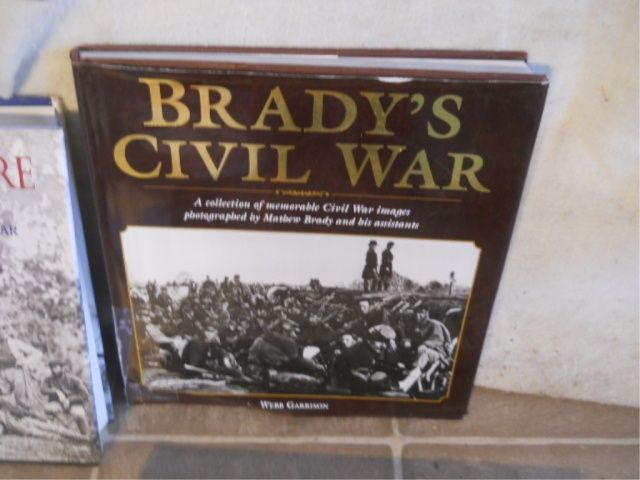 BRADY'S
CIVIL WAR
A collection of memorable Civil War images
photographed by Mathew Brady and his assistants
WEBB GARRISON
RE
AR